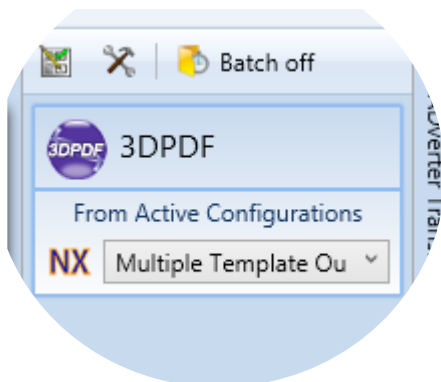 Batch off
3DPDF 3DPDF
From Active Configurations
NX Multiple Template Ou